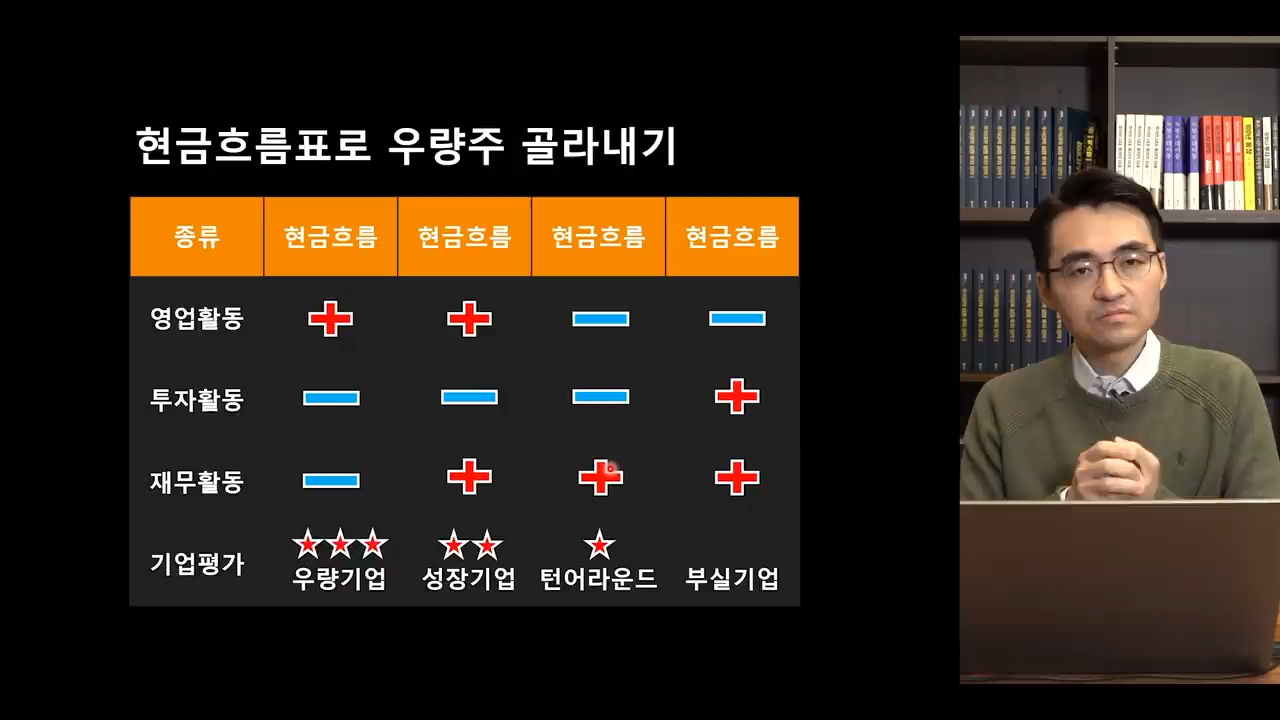 현금흐름표로 우량주 골라내기
종류 현금흐름 현금흐름 현금흐름 현금흐름
영업활동
투자활동
재무활동
기업평가 우량기업 성장기업 턴어라운드 부실기업